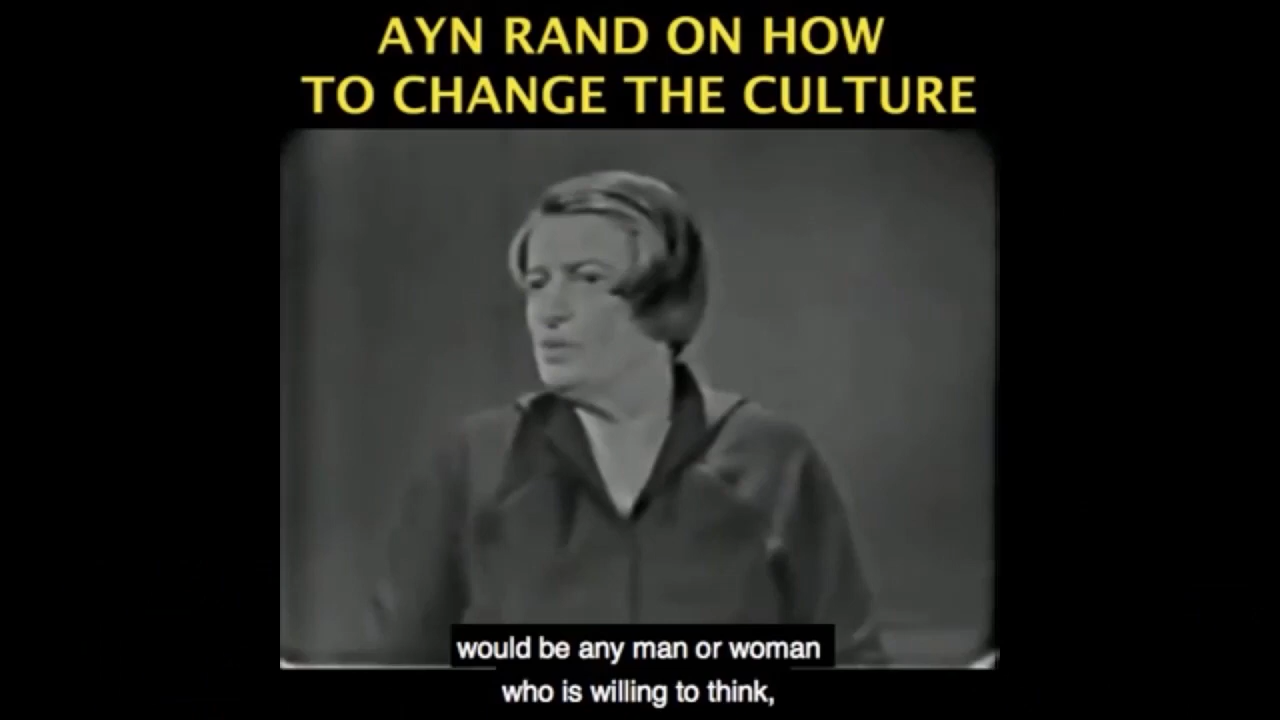 AYN RAND ON HOW
TO CHANGE THE CULTURE
would be any man or woman
who is willing to think,